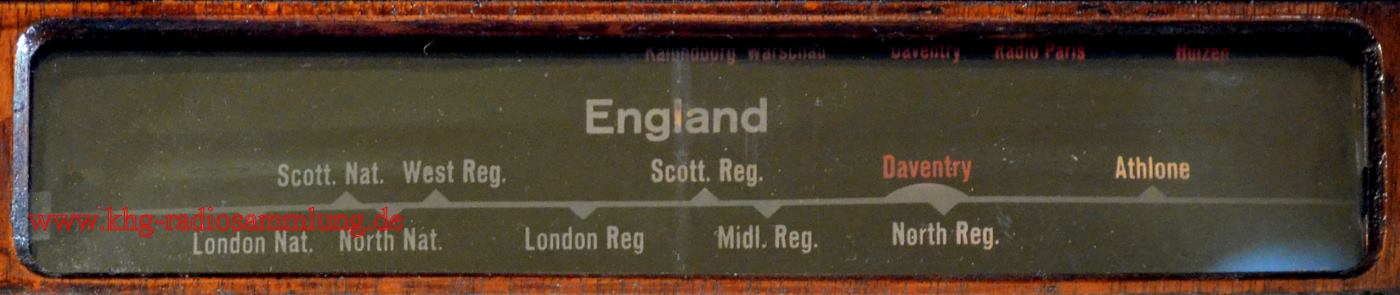 Kalundborg Warschau Daventry Radio Paris Huizen
England
Scott. Nat. West Reg. Scott. Reg. Daventry Athlone
www.khg-radiosammlung.de
London Nat. North Nat. London Reg Midl. Reg. North Reg.